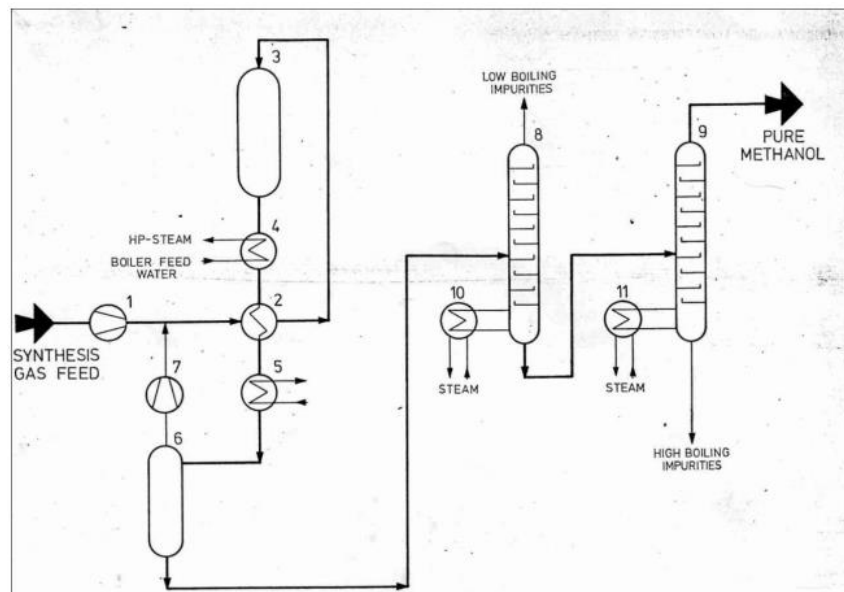 3
LOW BOILING
IMPURITIES
8
9
PURE
METHANOL
4
HP-STEAM
BOILER FEED
WATER
1
2
10
11
SYNTHESIS
GAS FEED
7
5
STEAM
STEAM
6
HIGH BOILING
IMPURITIES